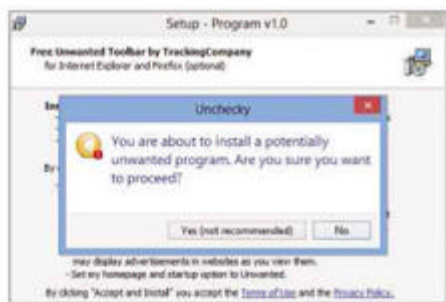 Setup - Program v1.0
Free Unwanted Toolbar by TrackingCompany
for Internet Explorer and Firefox (optional)
Unchecky
You are about to install a potentially
unwanted program. Are you sure you want
to proceed?
Yes (not recommended)
No
may display advertisements in websites as you view them.
- Set my homepage and startup option to Unwanted.
By clicking "Accept and Install" you accept the Terms of Use and the Privacy Policy.